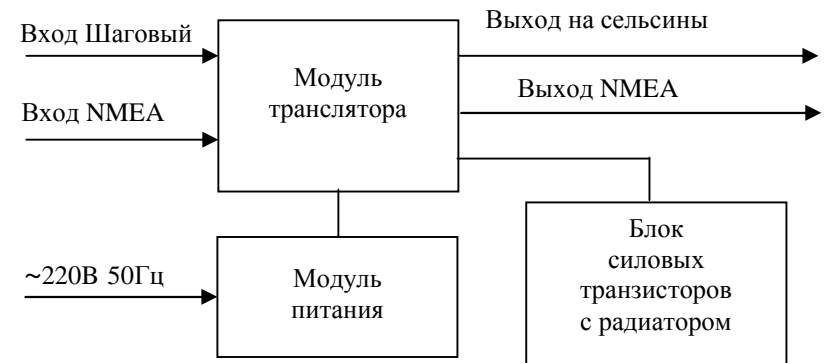 Вход Шаговый
Выход на сельсины
Модуль
транслятора
Вход NMEA
Выход NMEA
~220В 50Гц
Модуль
питания
Блок
силовых
транзисторов
с радиатором